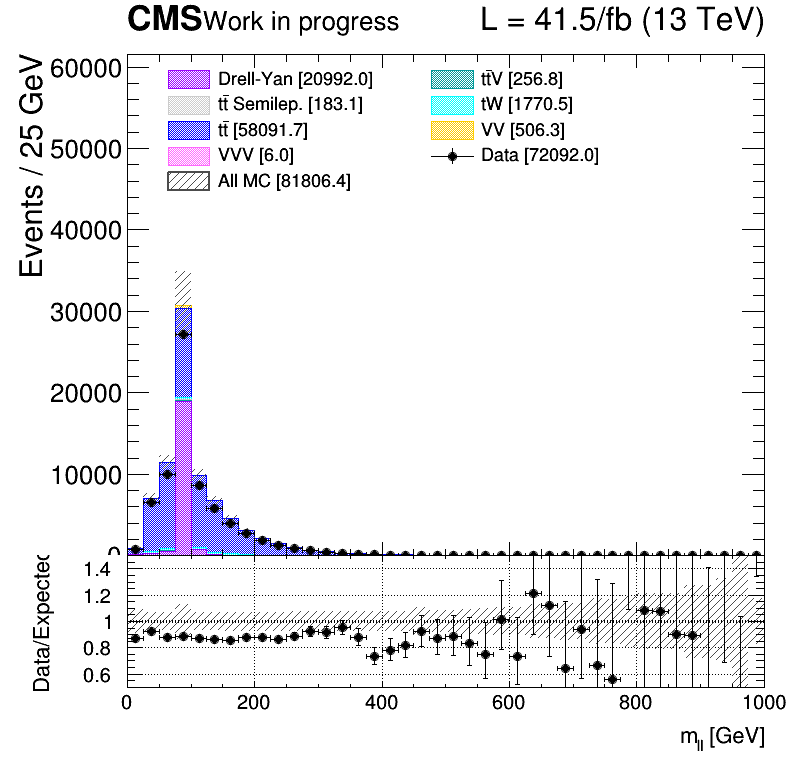 CMS Work in progress L = 41.5/fb (13 TeV)
Events / 25 GeV
60000
50000
40000
30000
20000
10000
0
Drell-Yan [20992.0]
tt̄ Semilep. [183.1]
tt̄ [58091.7]
VVV [6.0]
All MC [81806.4]
tt̄V [256.8]
tW [1770.5]
VV [506.3]
Data [72092.0]
Data/Expected
1.4
1.2
1
0.8
0.6
0 200 400 600 800 1000
m_ll [GeV]